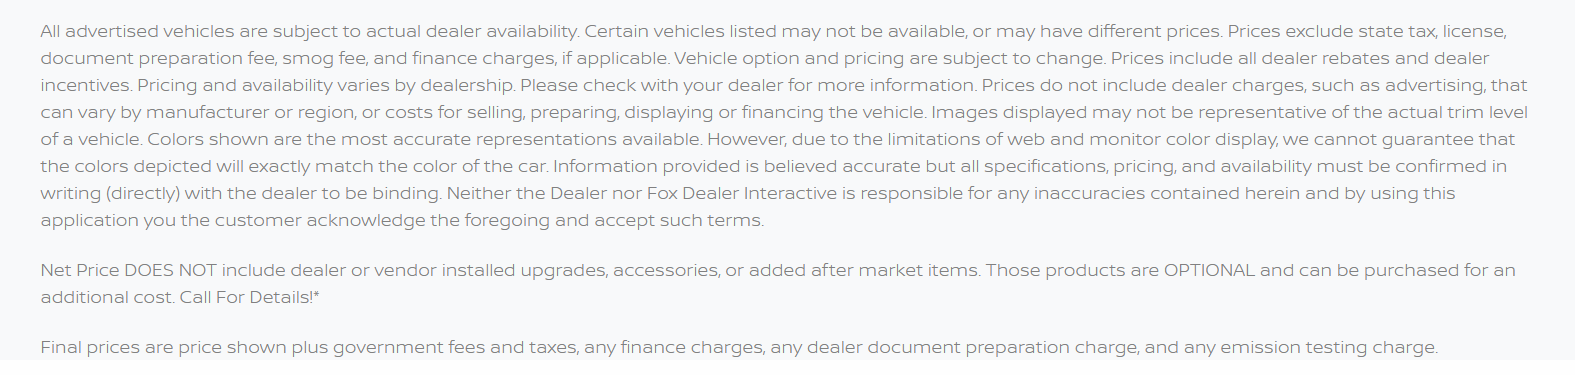 All advertised vehicles are subject to actual dealer availability. Certain vehicles listed may not be available, or may have different prices. Prices exclude state tax, license,
document preparation fee, smog fee, and finance charges, if applicable. Vehicle option and pricing are subject to change. Prices include all dealer rebates and dealer
incentives. Pricing and availability varies by dealership. Please check with your dealer for more information. Prices do not include dealer charges, such as advertising, that
can vary by manufacturer or region, or costs for selling, preparing, displaying or financing the vehicle. Images displayed may not be representative of the actual trim level
of a vehicle. Colors shown are the most accurate representations available. However, due to the limitations of web and monitor color display, we cannot guarantee that
the colors depicted will exactly match the color of the car. Information provided is believed accurate but all specifications, pricing, and availability must be confirmed in
writing (directly) with the dealer to be binding. Neither the Dealer nor Fox Dealer Interactive is responsible for any inaccuracies contained herein and by using this
application you the customer acknowledge the foregoing and accept such terms.
Net Price DOES NOT include dealer or vendor installed upgrades, accessories, or added after market items. Those products are OPTIONAL and can be purchased for an
additional cost. Call For Details!*
Final prices are price shown plus government fees and taxes, any finance charges, any dealer document preparation charge, and any emission testing charge.